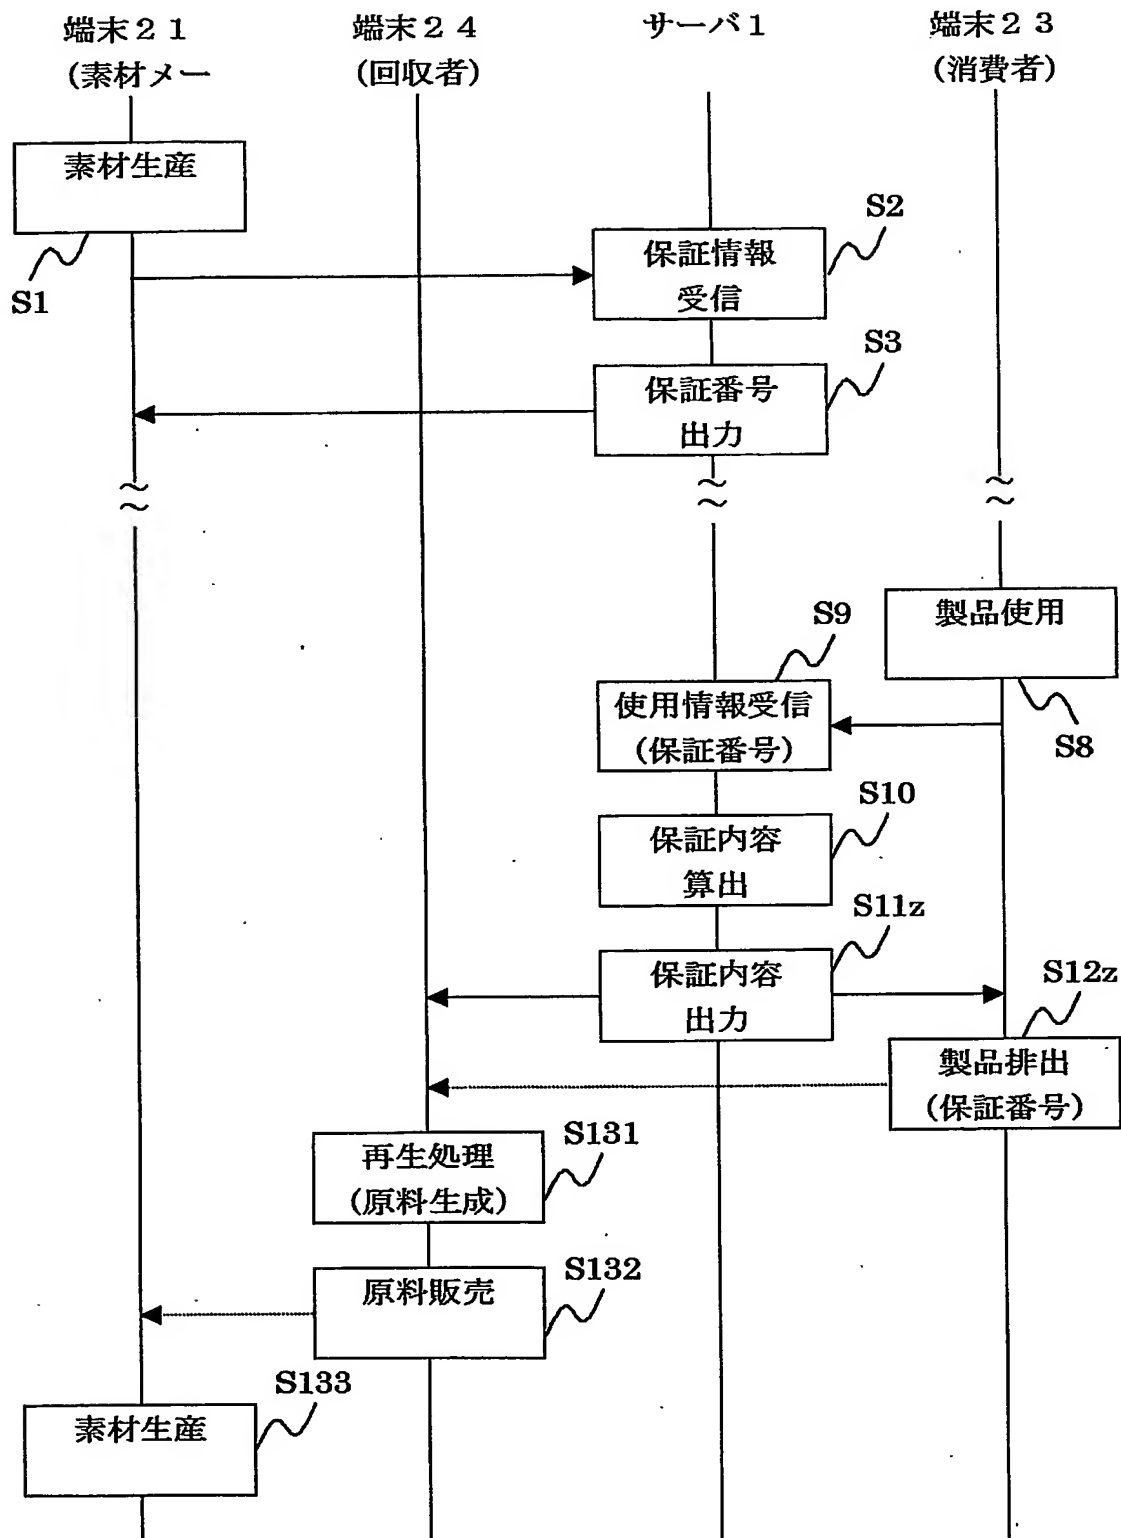 端末２１
(素材メー
端末２４
(回収者)
サーバ１
端末２３
(消費者)
素材生産
S1
保証情報
受信
S2
保証番号
出力
S3
製品使用
S8
使用情報受信
(保証番号)
S9
保証内容
算出
S10
保証内容
出力
S11z
製品排出
(保証番号)
S12z
再生処理
(原料生成)
S131
原料販売
S132
素材生産
S133